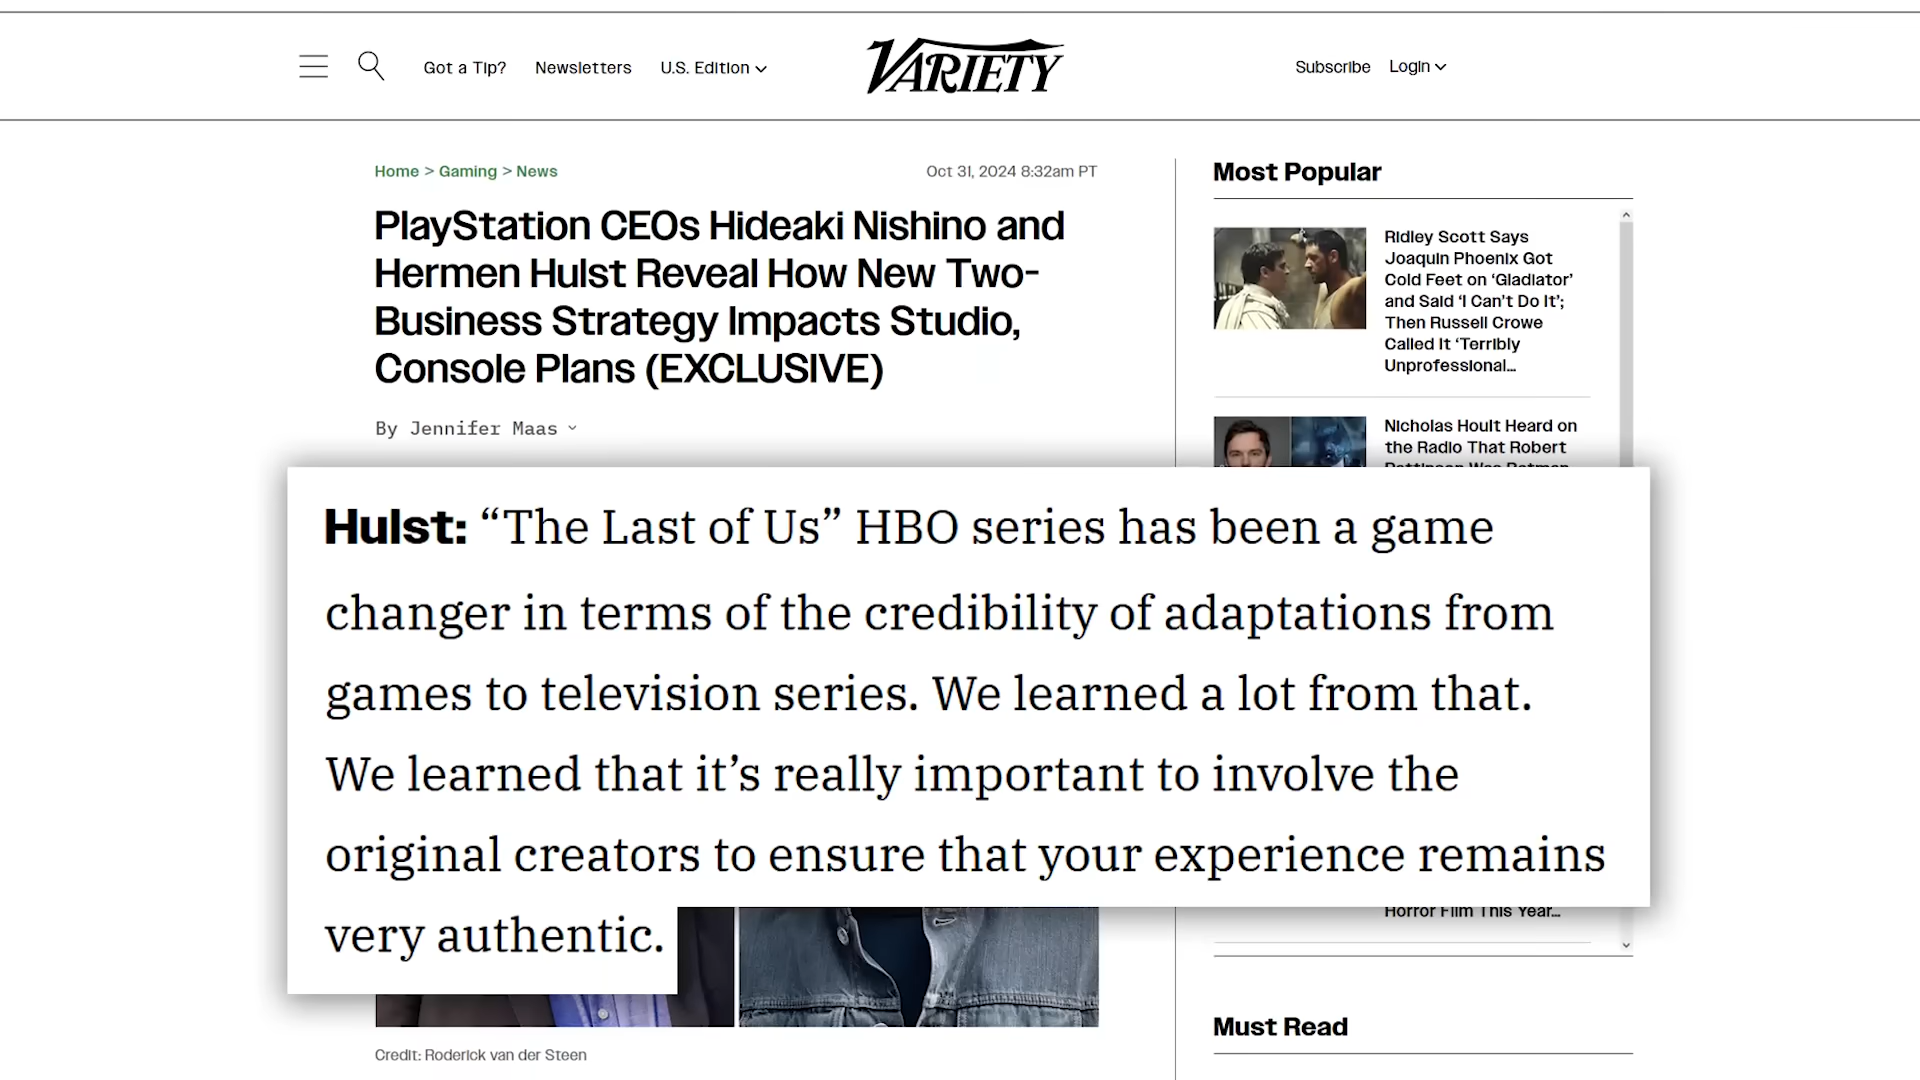 Got a Tip? Newsletters U.S. Edition VARIETY Subscribe Login
Home > Gaming > News
Oct 31, 2024 8:32am PT
PlayStation CEOs Hideaki Nishino and
Hermen Hulst Reveal How New Two-
Business Strategy Impacts Studio,
Console Plans (EXCLUSIVE)
By Jennifer Maas
Hulst: “The Last of Us” HBO series has been a game
changer in terms of the credibility of adaptations from
games to television series. We learned a lot from that.
We learned that it’s really important to involve the
original creators to ensure that your experience remains
very authentic.
Credit: Roderick van der Steen
Most Popular
Ridley Scott Says
Joaquin Phoenix Got
Cold Feet on ‘Gladiator’
and Said ‘I Can’t Do It’;
Then Russell Crowe
Called It ‘Terribly
Unprofessional...
Nicholas Hoult Heard on
the Radio That Robert
Pattinson Was Batman
Horror Film This Year...
Must Read